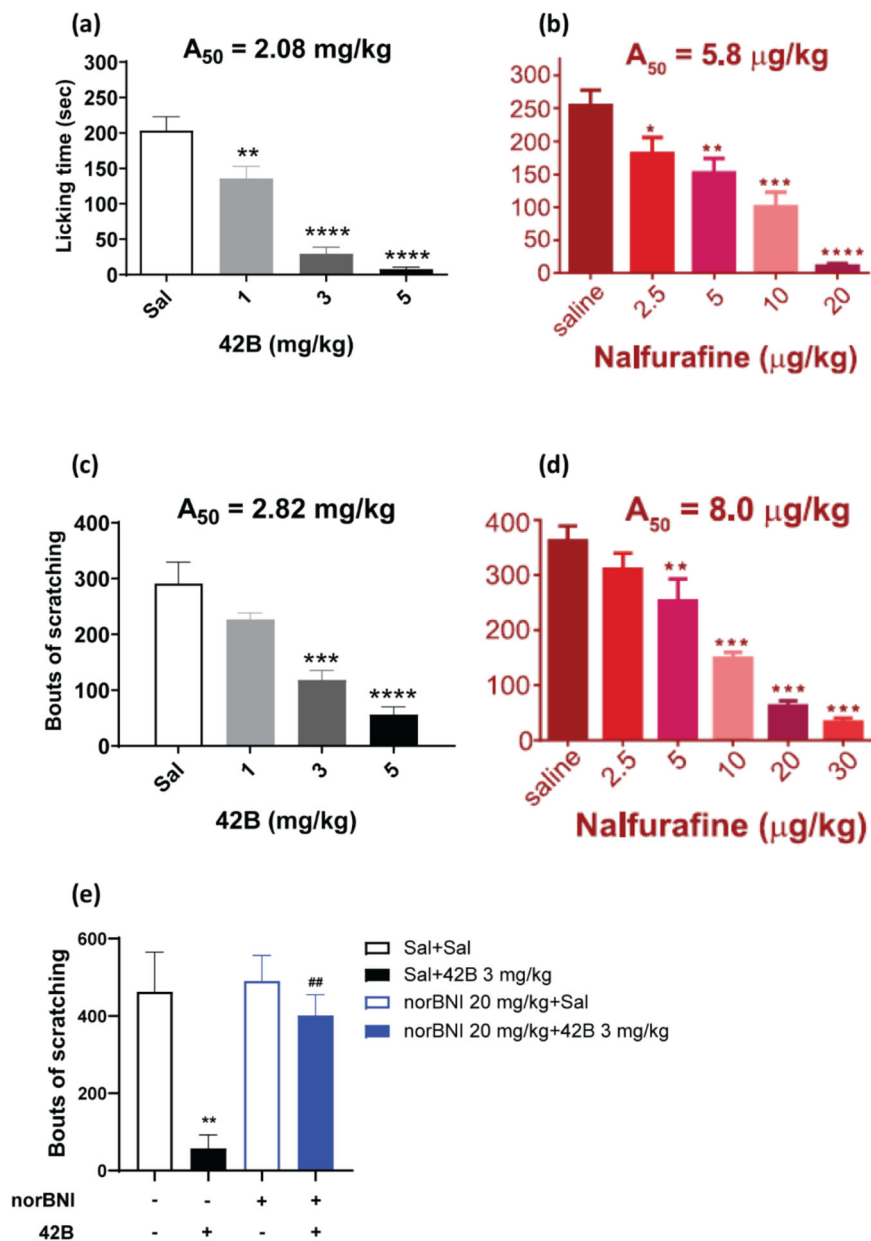 (a)
A50 = 2.08 mg/kg
Licking time (sec)
300
250
200
150
100
50
0
**
****
****
Sal
1
3
5
42B (mg/kg)
(b)
A50 = 5.8 μg/kg
300
250
200
150
100
50
0
*
**
***
****
saline
2.5
5
10
20
Nalfurafine (μg/kg)
(c)
A50 = 2.82 mg/kg
Bouts of scratching
400
300
200
100
0
***
****
Sal
1
3
5
42B (mg/kg)
(d)
A50 = 8.0 μg/kg
400
300
200
100
0
**
***
***
***
saline
2.5
5
10
20
30
Nalfurafine (μg/kg)
(e)
Bouts of scratching
600
400
200
0
**
##
Sal+Sal
Sal+42B 3 mg/kg
norBNI 20 mg/kg+Sal
norBNI 20 mg/kg+42B 3 mg/kg
norBNI - - + +
42B - + - +